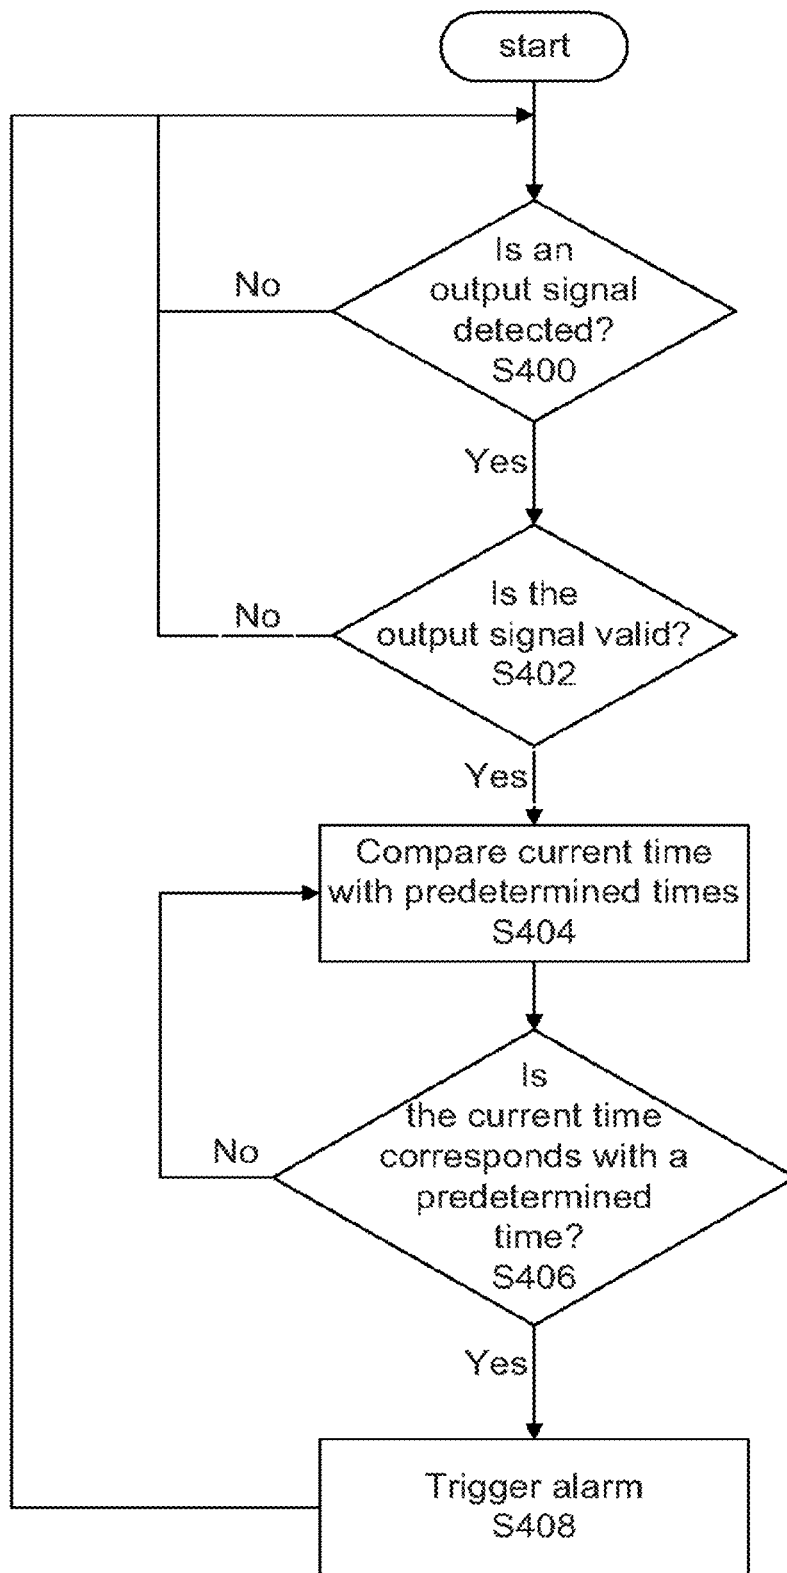 start
Is an
output signal
detected?
S400
No
Yes
Is the
output signal valid?
S402
No
Yes
Compare current time
with predetermined times
S404
Is
the current time
corresponds with a
predetermined
time?
S406
No
Yes
Trigger alarm
S408